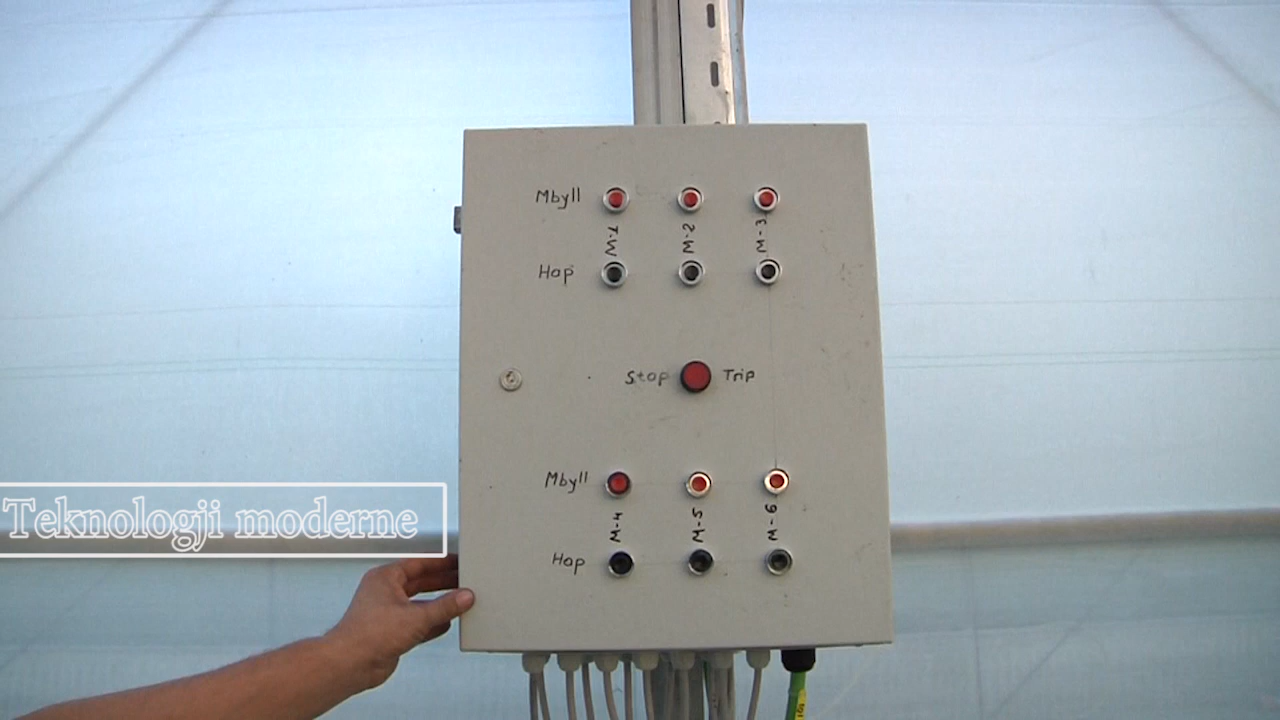 Mbyll
M-1 M-2 M-3
Hap
Stop Trip
Mbyll
M-4 M-5 M-6
Hap
Teknologji moderne